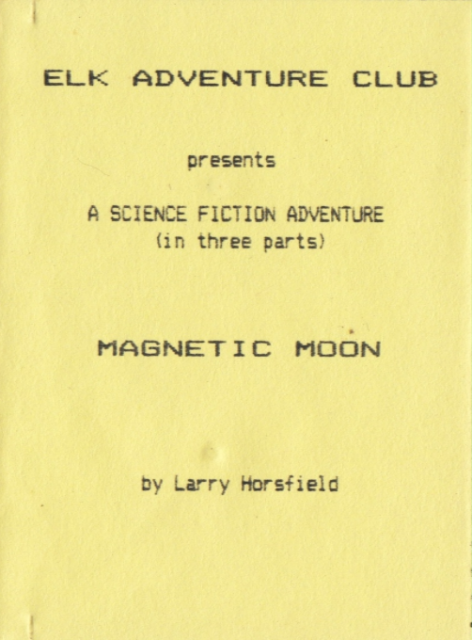 ELK ADVENTURE CLUB
presents
A SCIENCE FICTION ADVENTURE
(in three parts)
MAGNETIC MOON
by Larry Horsfield